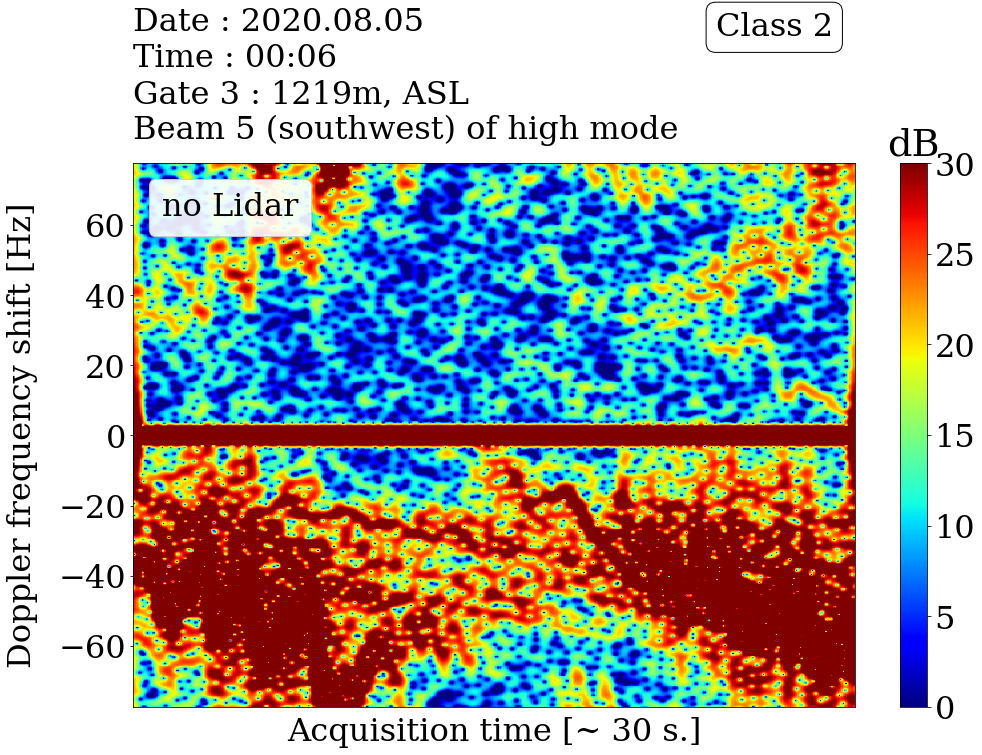 Date : 2020.08.05
Time : 00:06
Gate 3 : 1219m, ASL
Beam 5 (southwest) of high mode
Class 2
dB
no Lidar
Doppler frequency shift [Hz]
60
40
20
0
−20
−40
−60
Acquisition time [~ 30 s.]
30
25
20
15
10
5
0